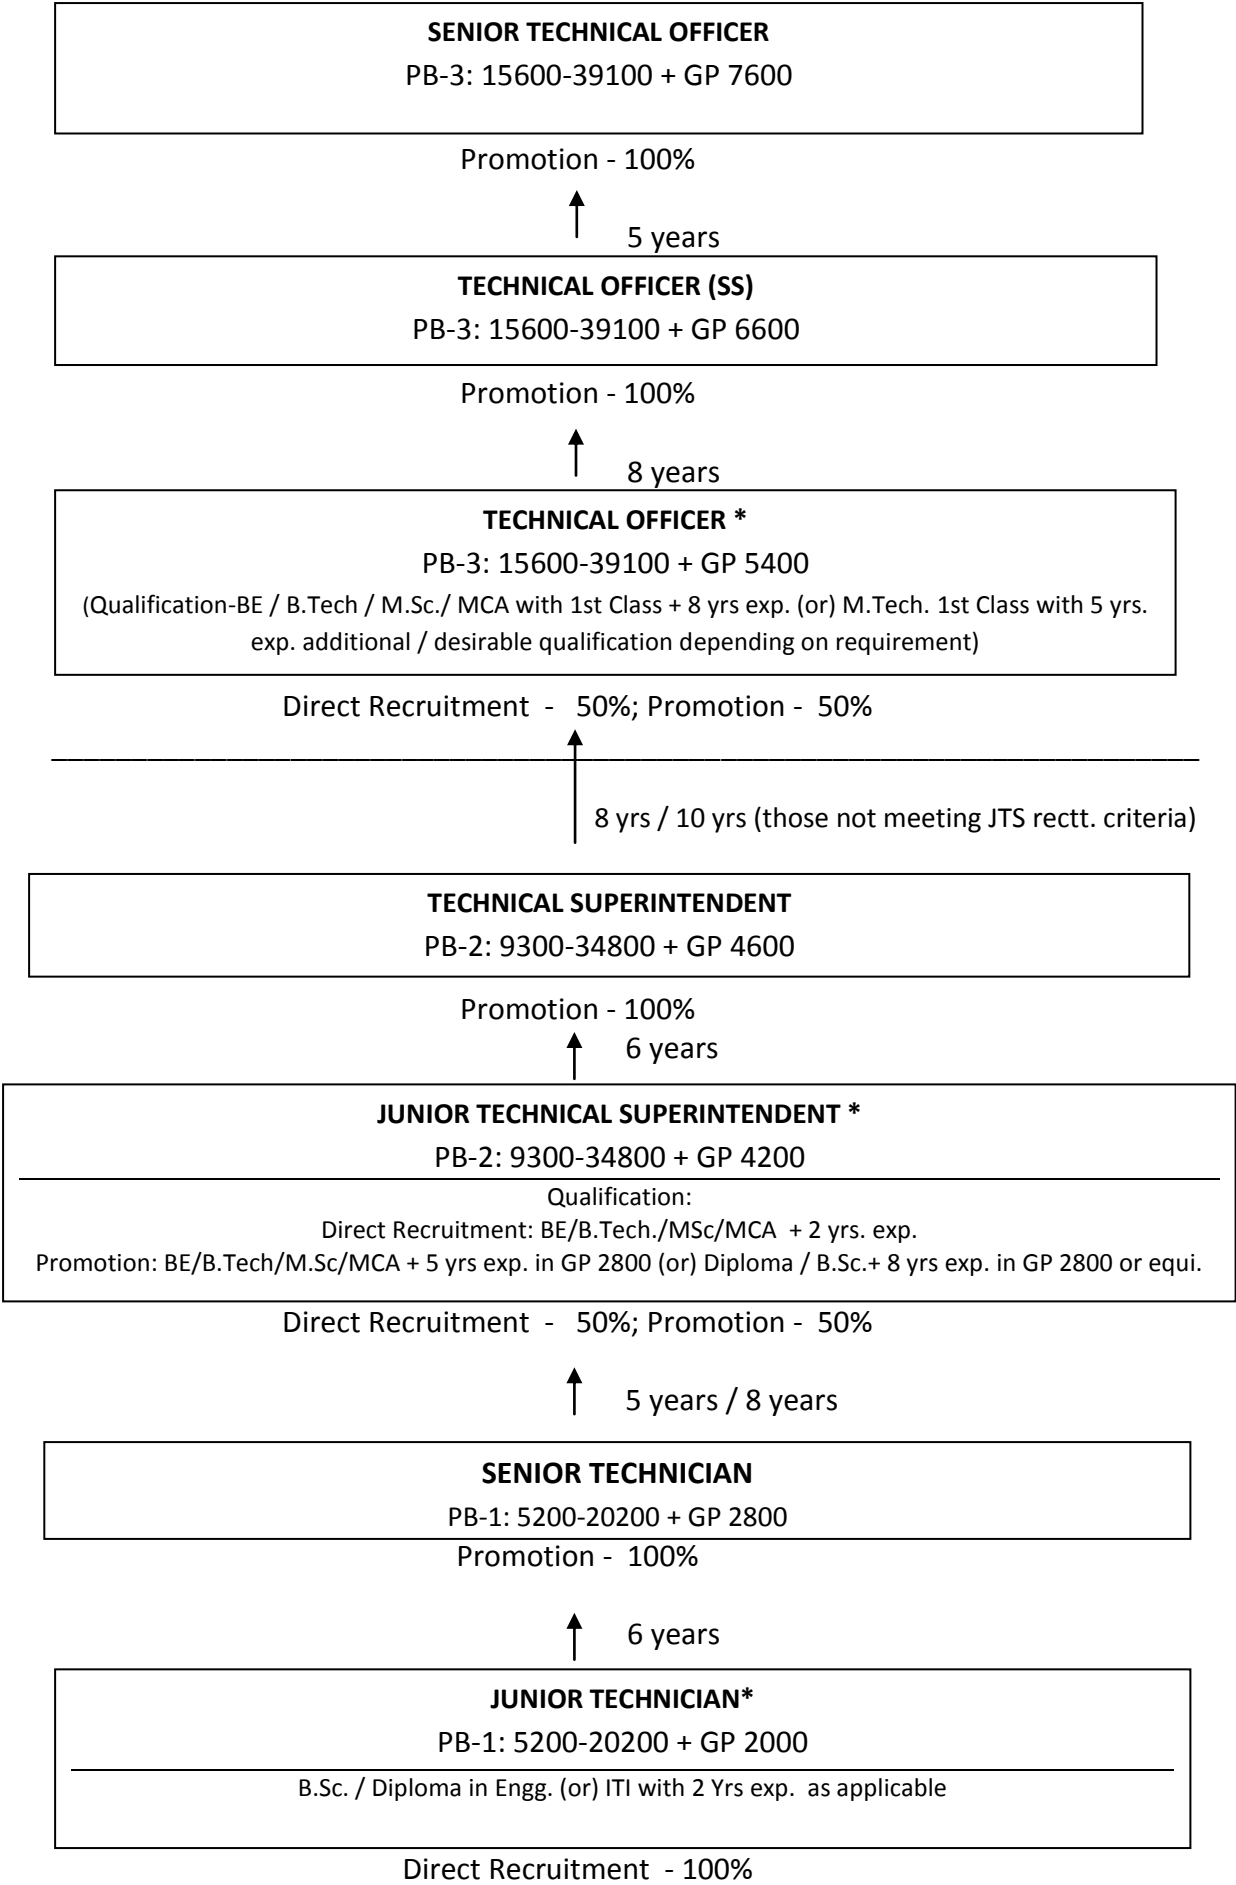 SENIOR TECHNICAL OFFICER
PB-3: 15600-39100 + GP 7600
Promotion - 100%
5 years
TECHNICAL OFFICER (SS)
PB-3: 15600-39100 + GP 6600
Promotion - 100%
8 years
TECHNICAL OFFICER *
PB-3: 15600-39100 + GP 5400
(Qualification-BE / B.Tech / M.Sc./ MCA with 1st Class + 8 yrs exp. (or) M.Tech. 1st Class with 5 yrs.
exp. additional / desirable qualification depending on requirement)
Direct Recruitment - 50%; Promotion - 50%
8 yrs / 10 yrs (those not meeting JTS rectt. criteria)
TECHNICAL SUPERINTENDENT
PB-2: 9300-34800 + GP 4600
Promotion - 100%
6 years
JUNIOR TECHNICAL SUPERINTENDENT *
PB-2: 9300-34800 + GP 4200
Qualification:
Direct Recruitment: BE/B.Tech./MSc/MCA + 2 yrs. exp.
Promotion: BE/B.Tech/M.Sc/MCA + 5 yrs exp. in GP 2800 (or) Diploma / B.Sc.+ 8 yrs exp. in GP 2800 or equi.
Direct Recruitment - 50%; Promotion - 50%
5 years / 8 years
SENIOR TECHNICIAN
PB-1: 5200-20200 + GP 2800
Promotion - 100%
6 years
JUNIOR TECHNICIAN*
PB-1: 5200-20200 + GP 2000
B.Sc. / Diploma in Engg. (or) ITI with 2 Yrs exp. as applicable
Direct Recruitment - 100%